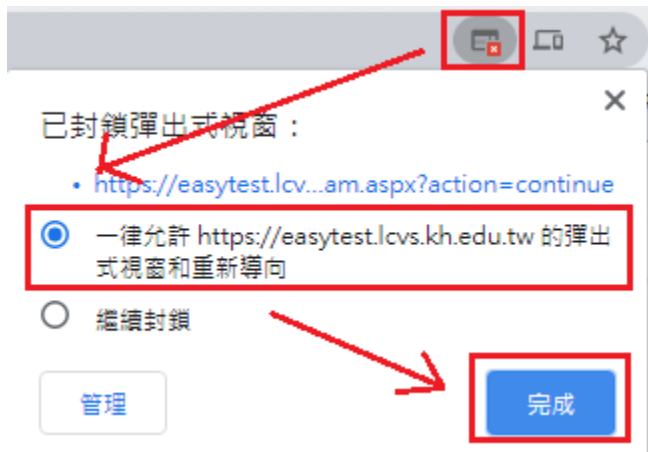 已封鎖彈出式視窗：
• https://easytest.lcv...am.aspx?action=continue
一律允許 https://easytest.lcvs.kh.edu.tw 的彈出
式視窗和重新導向
繼續封鎖
管理
完成